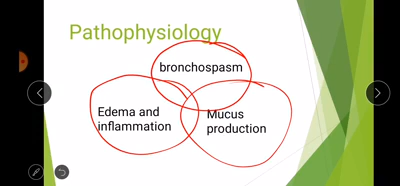 Pathophysiology
bronchospasm
Edema and
inflammation
Mucus
production